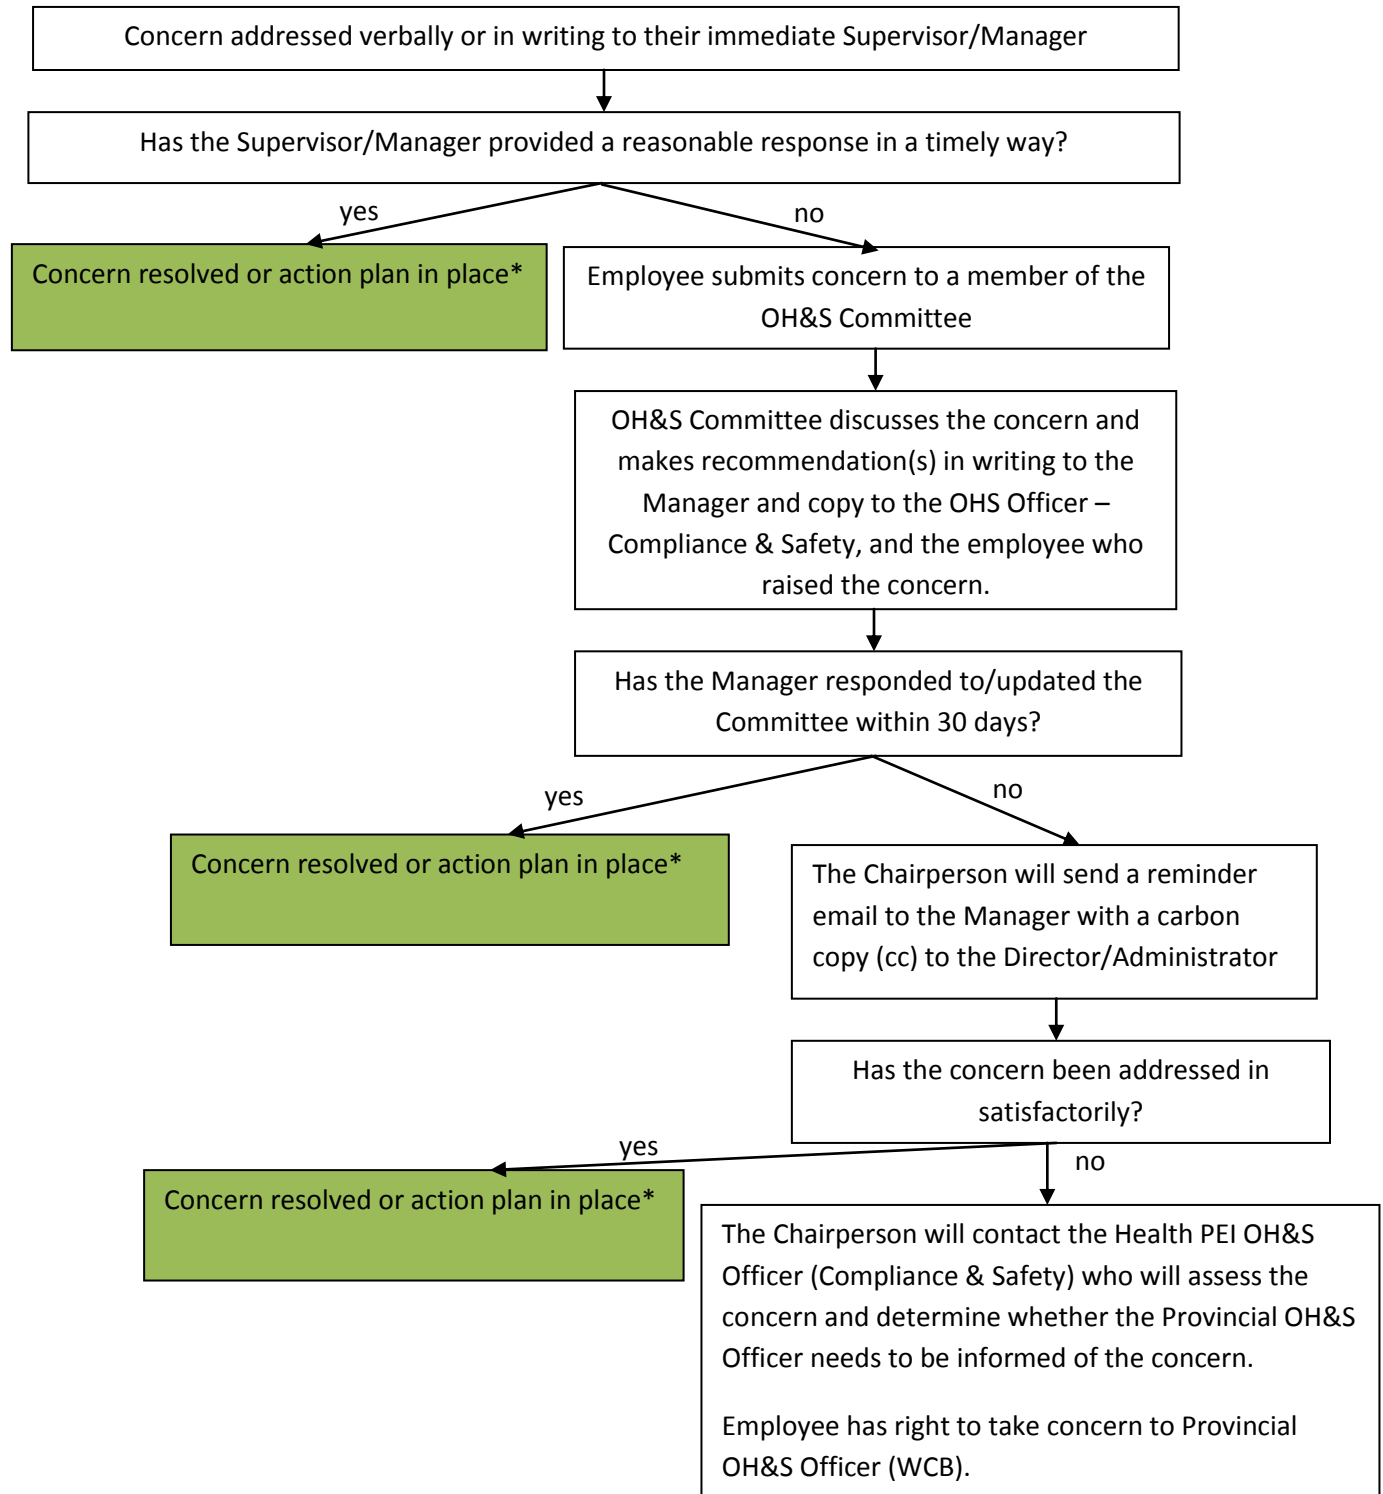 Concern addressed verbally or in writing to their immediate Supervisor/Manager
Has the Supervisor/Manager provided a reasonable response in a timely way?
yes
no
Concern resolved or action plan in place*
Employee submits concern to a member of the
OH&S Committee
OH&S Committee discusses the concern and
makes recommendation(s) in writing to the
Manager and copy to the OHS Officer –
Compliance & Safety, and the employee who
raised the concern.
Has the Manager responded to/updated the
Committee within 30 days?
yes
no
Concern resolved or action plan in place*
The Chairperson will send a reminder
email to the Manager with a carbon
copy (cc) to the Director/Administrator
Has the concern been addressed in
satisfactorily?
yes
no
Concern resolved or action plan in place*
The Chairperson will contact the Health PEI OH&S
Officer (Compliance & Safety) who will assess the
concern and determine whether the Provincial OH&S
Officer needs to be informed of the concern.
Employee has right to take concern to Provincial
OH&S Officer (WCB).